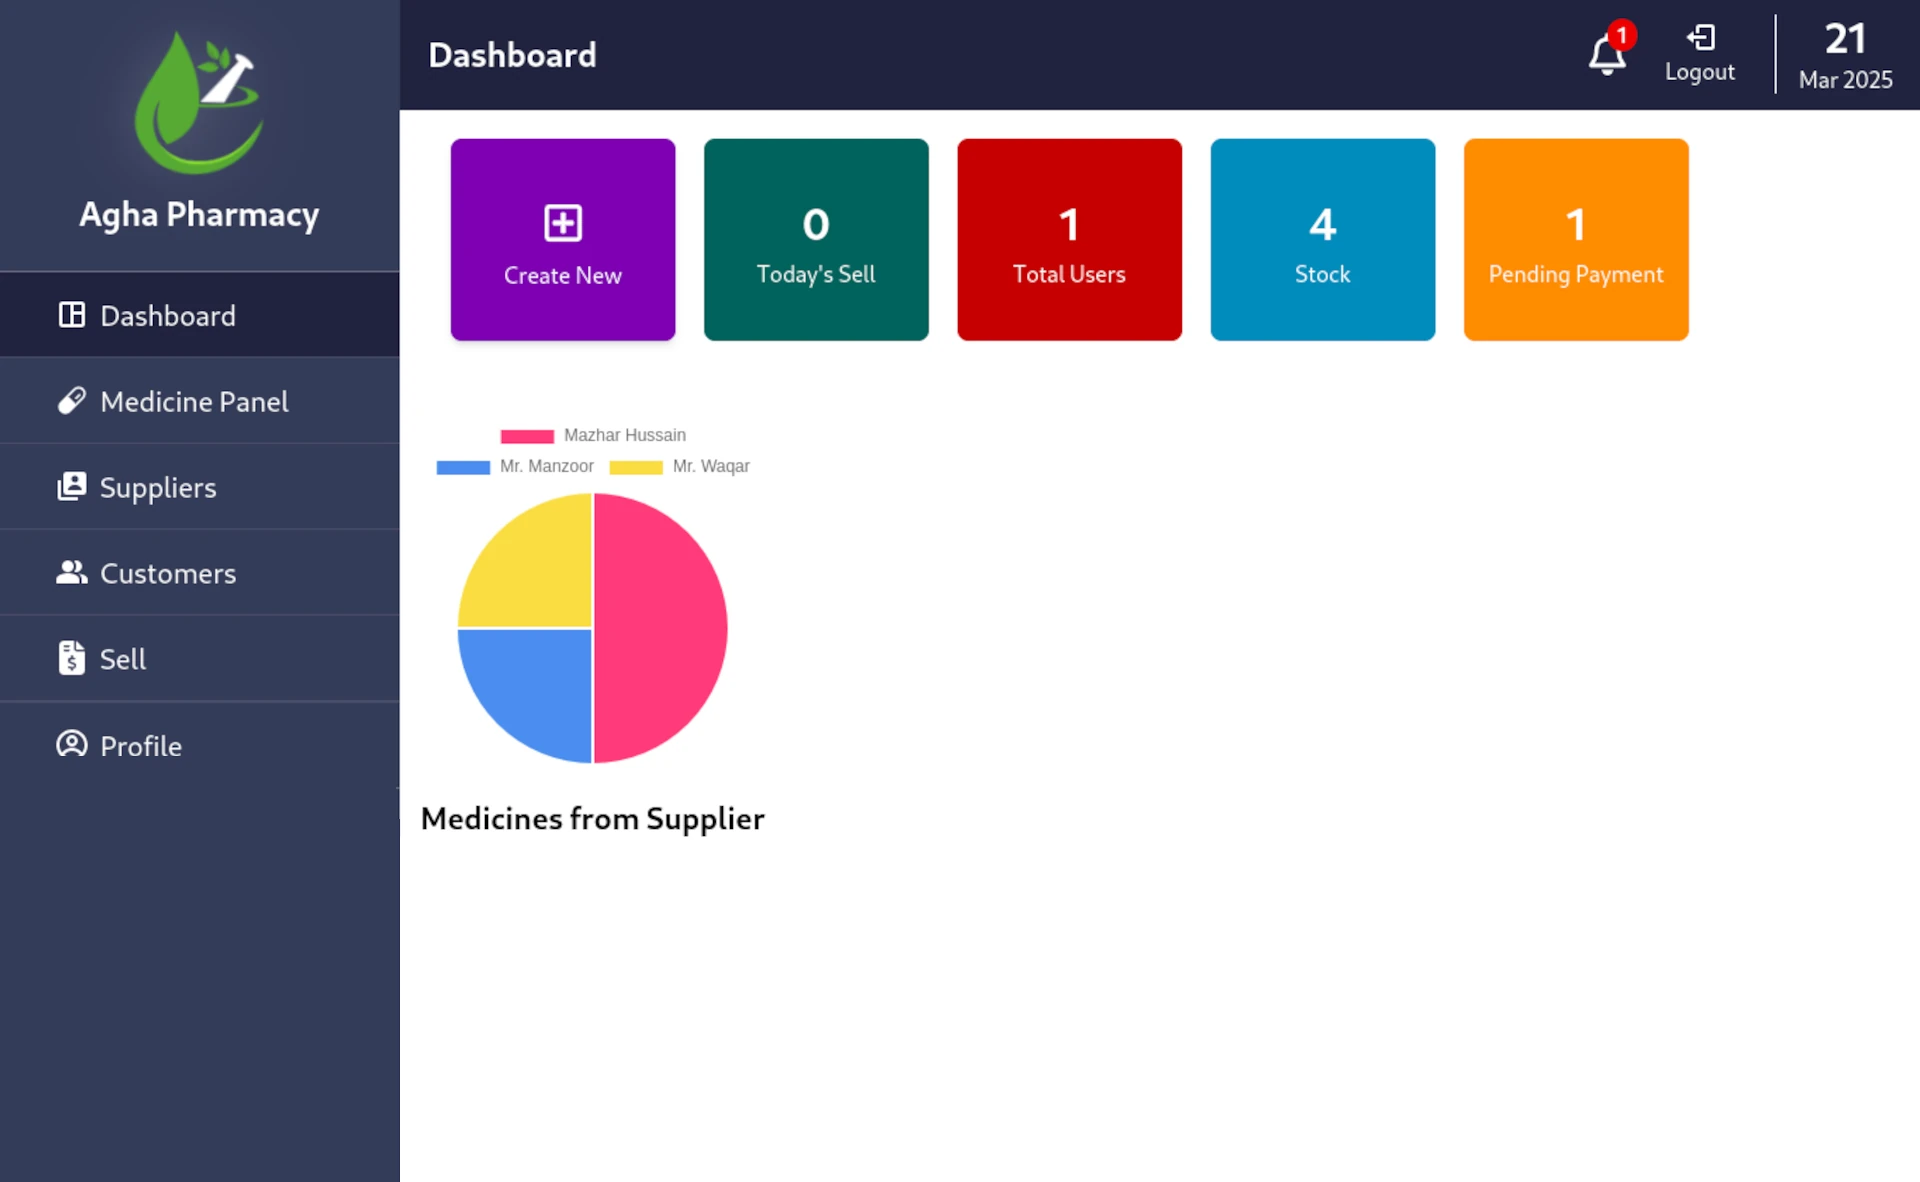 Agha Pharmacy
Dashboard
Medicine Panel
Suppliers
Customers
Sell
Profile
Dashboard
1
Logout
21
Mar 2025
Create New
0
Today's Sell
1
Total Users
4
Stock
1
Pending Payment
Mazhar Hussain
Mr. Manzoor
Mr. Waqar
Medicines from Supplier